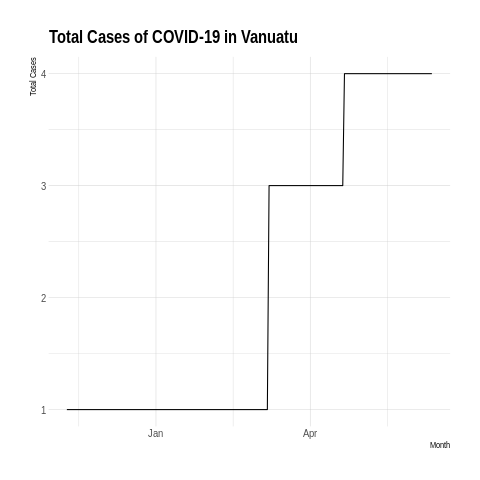 Total Cases of COVID-19 in Vanuatu
Total Cases
4
3
2
1
Jan Apr
Month